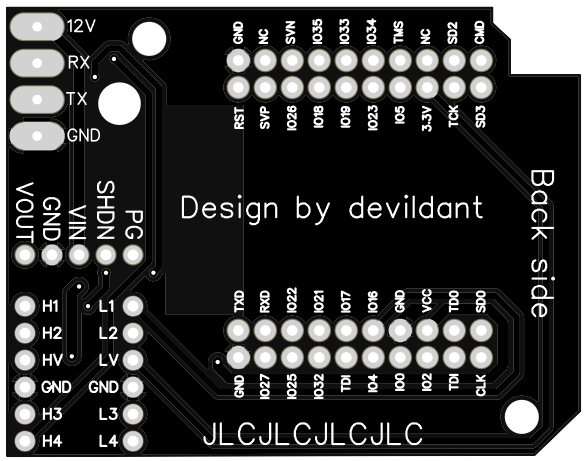 12V
RX
TX
GND
GND NC SVN IO35 IO33 IO34 TMS NC SD2 CMD
RST SVP IO26 IO18 IO19 IO23 IO5 3.3V TCK SD3
VOUT GND VIN SHDN PG
Design by devildant
Back side
TXD RXD IO22 IO21 IO17 IO16 GND VCC TDO SD0
GND IO27 IO25 IO32 TDI IO4 IO0 IO2 TDI CLK
H1 L1
H2 L2
HV LV
GND GND
H3 L3
H4 L4
JLCJLCJLCJLC